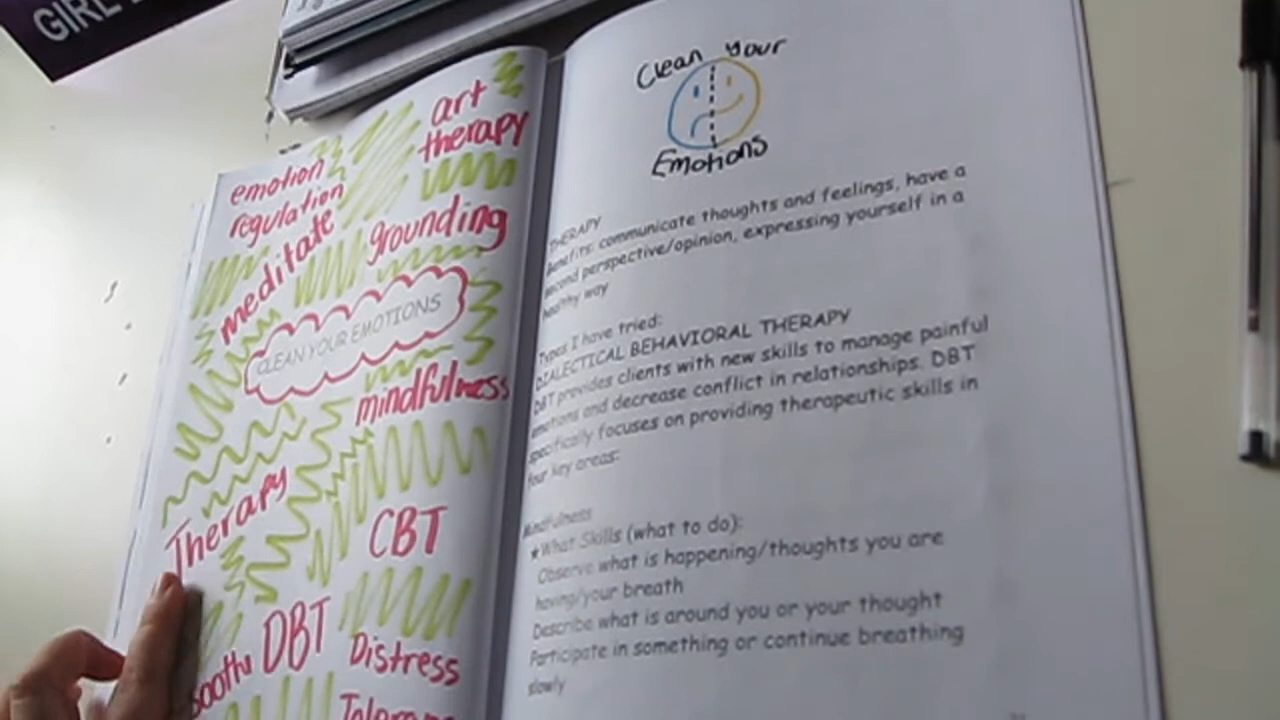 GIRL
art
therapy
emotion
regulation
meditate
grounding
CLEAN YOUR EMOTIONS
mindfulness
Therapy
CBT
DBT
Distress
Clean Your
Emotions
THERAPY
Benefits: communicate thoughts and feelings, have a
second perspective/opinion, expressing yourself in a
healthy way
Types I have tried:
DIALECTICAL BEHAVIORAL THERAPY
DBT provides clients with new skills to manage painful
emotions and decrease conflict in relationships. DBT
specifically focuses on providing therapeutic skills in
four key areas:
Mindfulness
★What Skills (what to do):
Observe what is happening/thoughts you are
having/your breath
Describe what is around you or your thought
Participate in something or continue breathing
slowly